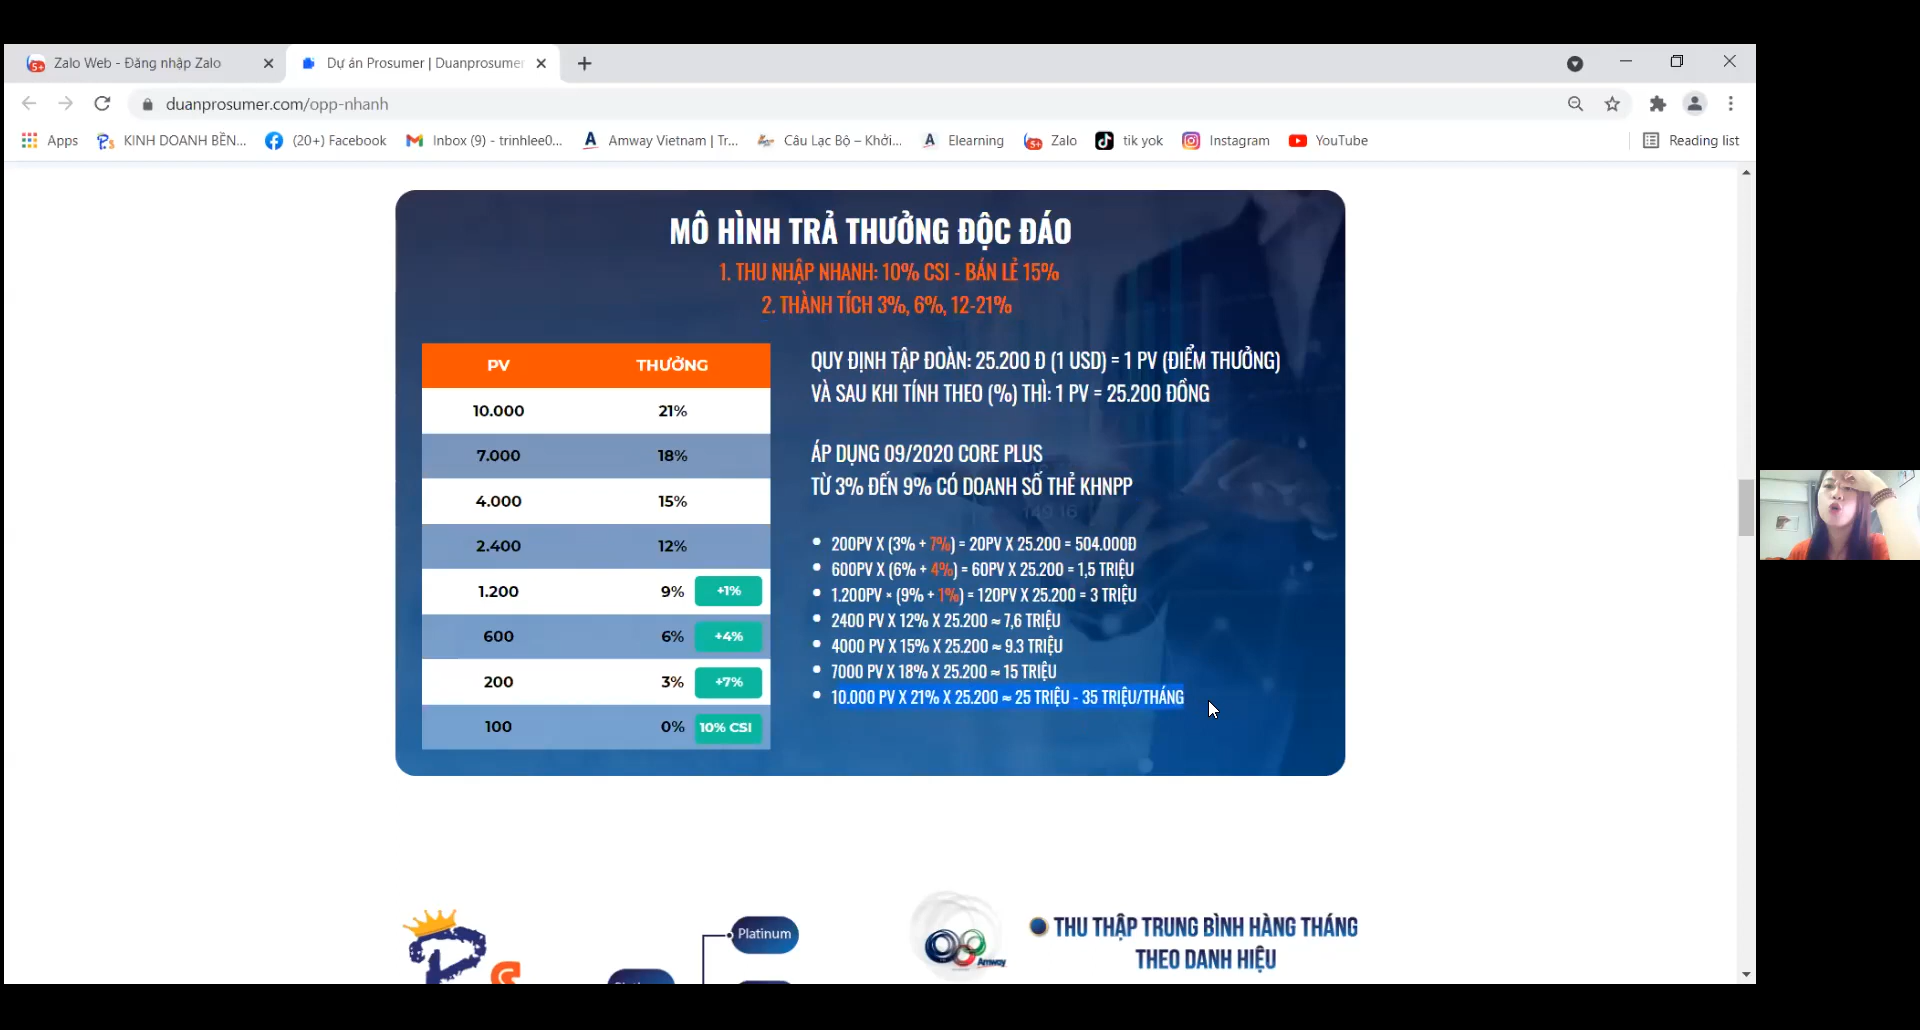 Zalo Web - Đăng nhập Zalo
Dự án Prosumer | Duanprosumer
duanprosumer.com/opp-nhanh
Apps
KINH DOANH BỀN...
(20+) Facebook
Inbox (9) - trinhlee0...
Amway Vietnam | Tr...
Câu Lạc Bộ – Khởi...
Elearning
Zalo
tik yok
Instagram
YouTube
Reading list
MÔ HÌNH TRẢ THƯỞNG ĐỘC ĐÁO
1. THU NHẬP NHANH: 10% CSI - BÁN LẺ 15%
2. THÀNH TÍCH 3%, 6%, 12-21%
PV THƯỞNG
10.000 21%
7.000 18%
4.000 15%
2.400 12%
1.200 9% +1%
600 6% +4%
200 3% +7%
100 0% 10% CSI
QUY ĐỊNH TẬP ĐOÀN: 25.200 Đ (1 USD) = 1 PV (ĐIỂM THƯỞNG)
VÀ SAU KHI TÍNH THEO (%) THÌ: 1 PV = 25.200 ĐỒNG
ÁP DỤNG 09/2020 CORE PLUS
TỪ 3% ĐẾN 9% CÓ DOANH SỐ THẺ KHNPP
200PV X (3% + 7%) = 20PV X 25.200 = 504.000Đ
600PV X (6% + 4%) = 60PV X 25.200 = 1,5 TRIỆU
1.200PV × (9% + 1%) = 120PV X 25.200 = 3 TRIỆU
2400 PV X 12% X 25.200 ≈ 7,6 TRIỆU
4000 PV X 15% X 25.200 ≈ 9.3 TRIỆU
7000 PV X 18% X 25.200 ≈ 15 TRIỆU
10.000 PV X 21% X 25.200 ≈ 25 TRIỆU - 35 TRIỆU/THÁNG
Platinum
Amway
THU THẬP TRUNG BÌNH HÀNG THÁNG
THEO DANH HIỆU